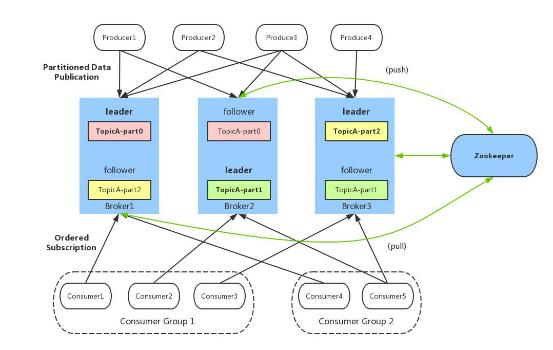 Producer1
Producer2
Produce3
Producer4
Partitioned Data
Publication
(push)
leader
follower
leader
TopicA-part0
TopicA-part0
TopicA-part2
Zookeeper
follower
leader
follower
TopicA-part2
TopicA-part1
TopicA-part1
Broker1
Broker2
Broker3
Ordered
Subscription
(pull)
Consumer1
Consumer2
Consumer3
Consumer4
Consumer5
Consumer Group 1
Consumer Group 2